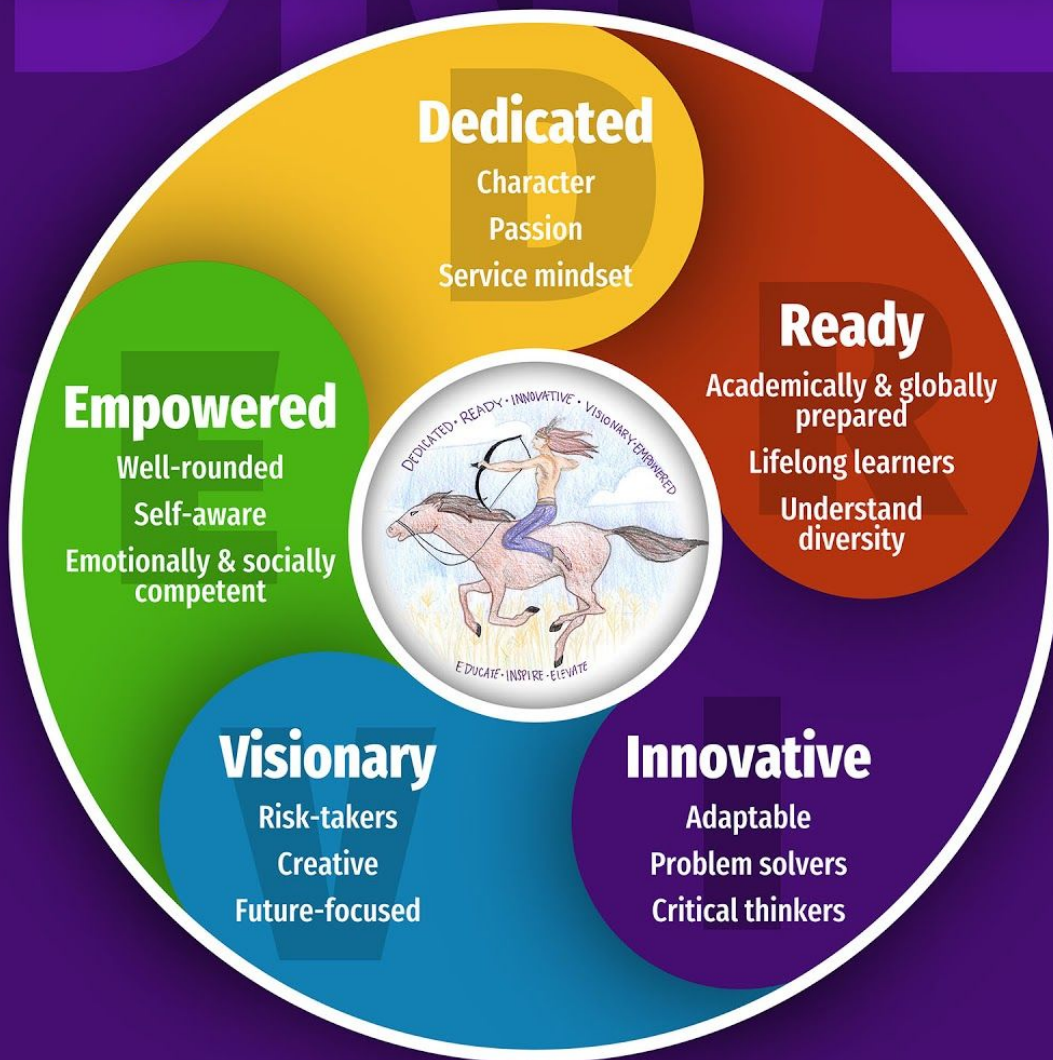 DRIVE
Dedicated
Character
Passion
Service mindset
D
Ready
Academically & globally
prepared
Lifelong learners
Understand
diversity
R
Innovative
Adaptable
Problem solvers
Critical thinkers
I
Visionary
Risk-takers
Creative
Future-focused
V
Empowered
Well-rounded
Self-aware
Emotionally & socially
competent
E
DEDICATED · READY · INNOVATIVE · VISIONARY · EMPOWERED
EDUCATE · INSPIRE · ELEVATE